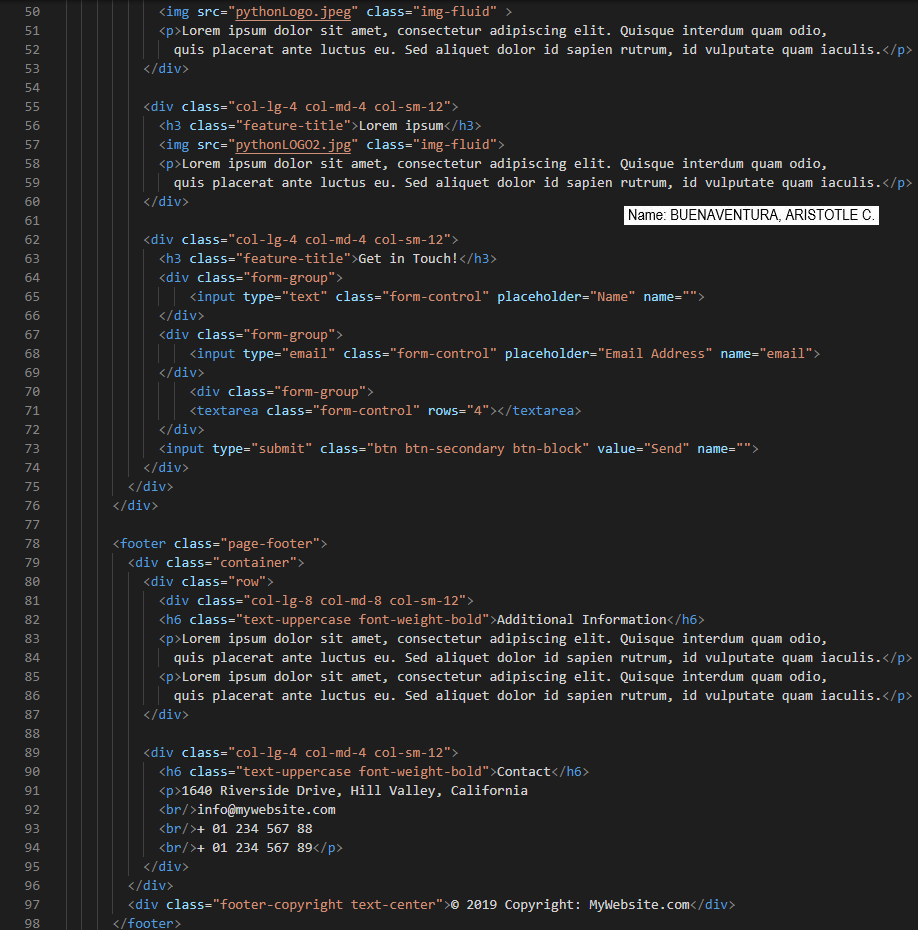 50 <img src="pythonLogo.jpeg" class="img-fluid" >
51 <p>Lorem ipsum dolor sit amet, consectetur adipiscing elit. Quisque interdum quam odio,
52 quis placerat ante luctus eu. Sed aliquet dolor id sapien rutrum, id vulputate quam iaculis.</p>
53 </div>
54
55 <div class="col-lg-4 col-md-4 col-sm-12">
56 <h3 class="feature-title">Lorem ipsum</h3>
57 <img src="pythonLOGO2.jpg" class="img-fluid">
58 <p>Lorem ipsum dolor sit amet, consectetur adipiscing elit. Quisque interdum quam odio,
59 quis placerat ante luctus eu. Sed aliquet dolor id sapien rutrum, id vulputate quam iaculis.</p>
60 </div>
Name: BUENAVENTURA, ARISTOTLE C.
61
62 <div class="col-lg-4 col-md-4 col-sm-12">
63 <h3 class="feature-title">Get in Touch!</h3>
64 <div class="form-group">
65 <input type="text" class="form-control" placeholder="Name" name="">
66 </div>
67 <div class="form-group">
68 <input type="email" class="form-control" placeholder="Email Address" name="email">
69 </div>
70 <div class="form-group">
71 <textarea class="form-control" rows="4"></textarea>
72 </div>
73 <input type="submit" class="btn btn-secondary btn-block" value="Send" name="">
74 </div>
75 </div>
76 </div>
77
78 <footer class="page-footer">
79 <div class="container">
80 <div class="row">
81 <div class="col-lg-8 col-md-8 col-sm-12">
82 <h6 class="text-uppercase font-weight-bold">Additional Information</h6>
83 <p>Lorem ipsum dolor sit amet, consectetur adipiscing elit. Quisque interdum quam odio,
84 quis placerat ante luctus eu. Sed aliquet dolor id sapien rutrum, id vulputate quam iaculis.</p>
85 <p>Lorem ipsum dolor sit amet, consectetur adipiscing elit. Quisque interdum quam odio,
86 quis placerat ante luctus eu. Sed aliquet dolor id sapien rutrum, id vulputate quam iaculis.</p>
87 </div>
88
89 <div class="col-lg-4 col-md-4 col-sm-12">
90 <h6 class="text-uppercase font-weight-bold">Contact</h6>
91 <p>1640 Riverside Drive, Hill Valley, California
92 <br/>info@mywebsite.com
93 <br/>+ 01 234 567 88
94 <br/>+ 01 234 567 89</p>
95 </div>
96 </div>
97 <div class="footer-copyright text-center">© 2019 Copyright: MyWebsite.com</div>
98 </footer>